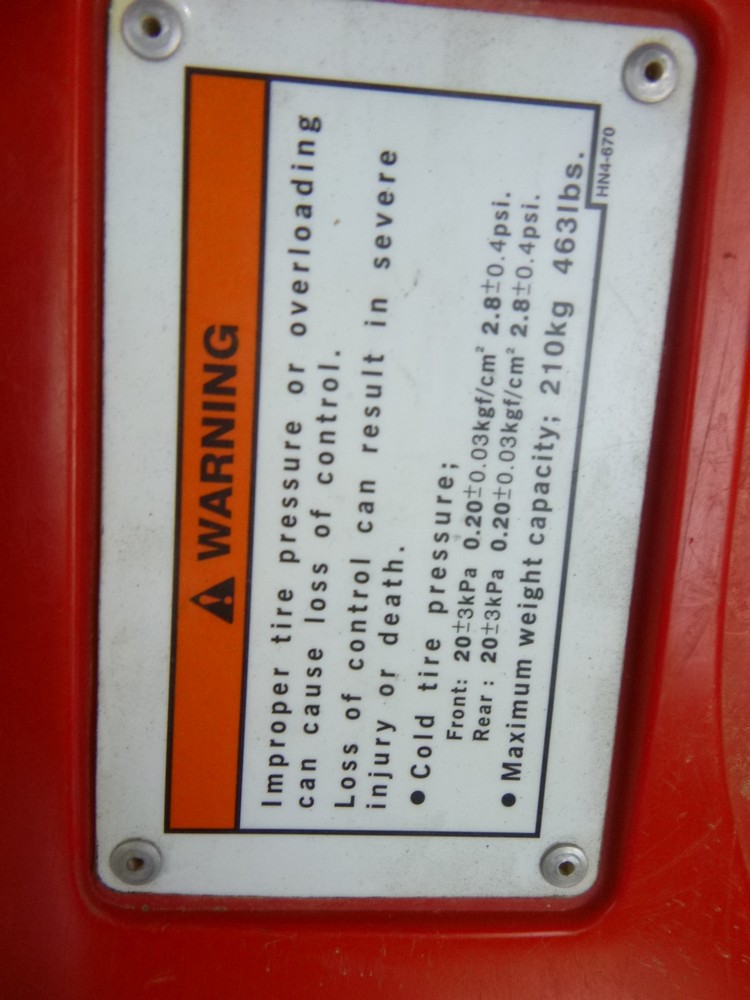 WARNING
Improper tire pressure or overloading
can cause loss of control.
Loss of control can result in severe
injury or death.
● Cold tire pressure;
Front: 20±3kPa 0.20±0.03kgf/cm² 2.8±0.4psi.
Rear : 20±3kPa 0.20±0.03kgf/cm² 2.8±0.4psi.
● Maximum weight capacity; 210kg 463lbs.
HN4-670